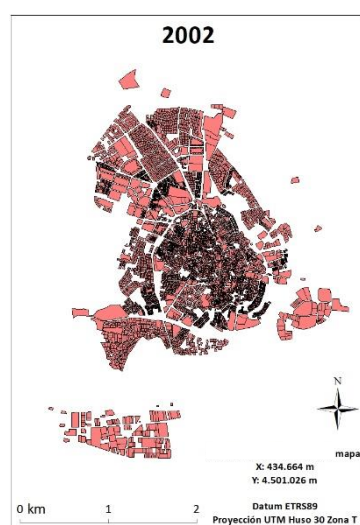 2002
N
mapa
X: 434.664 m
Y: 4.501.026 m
0 km 1 2
Datum ETRS89
Proyección UTM Huso 30 Zona T